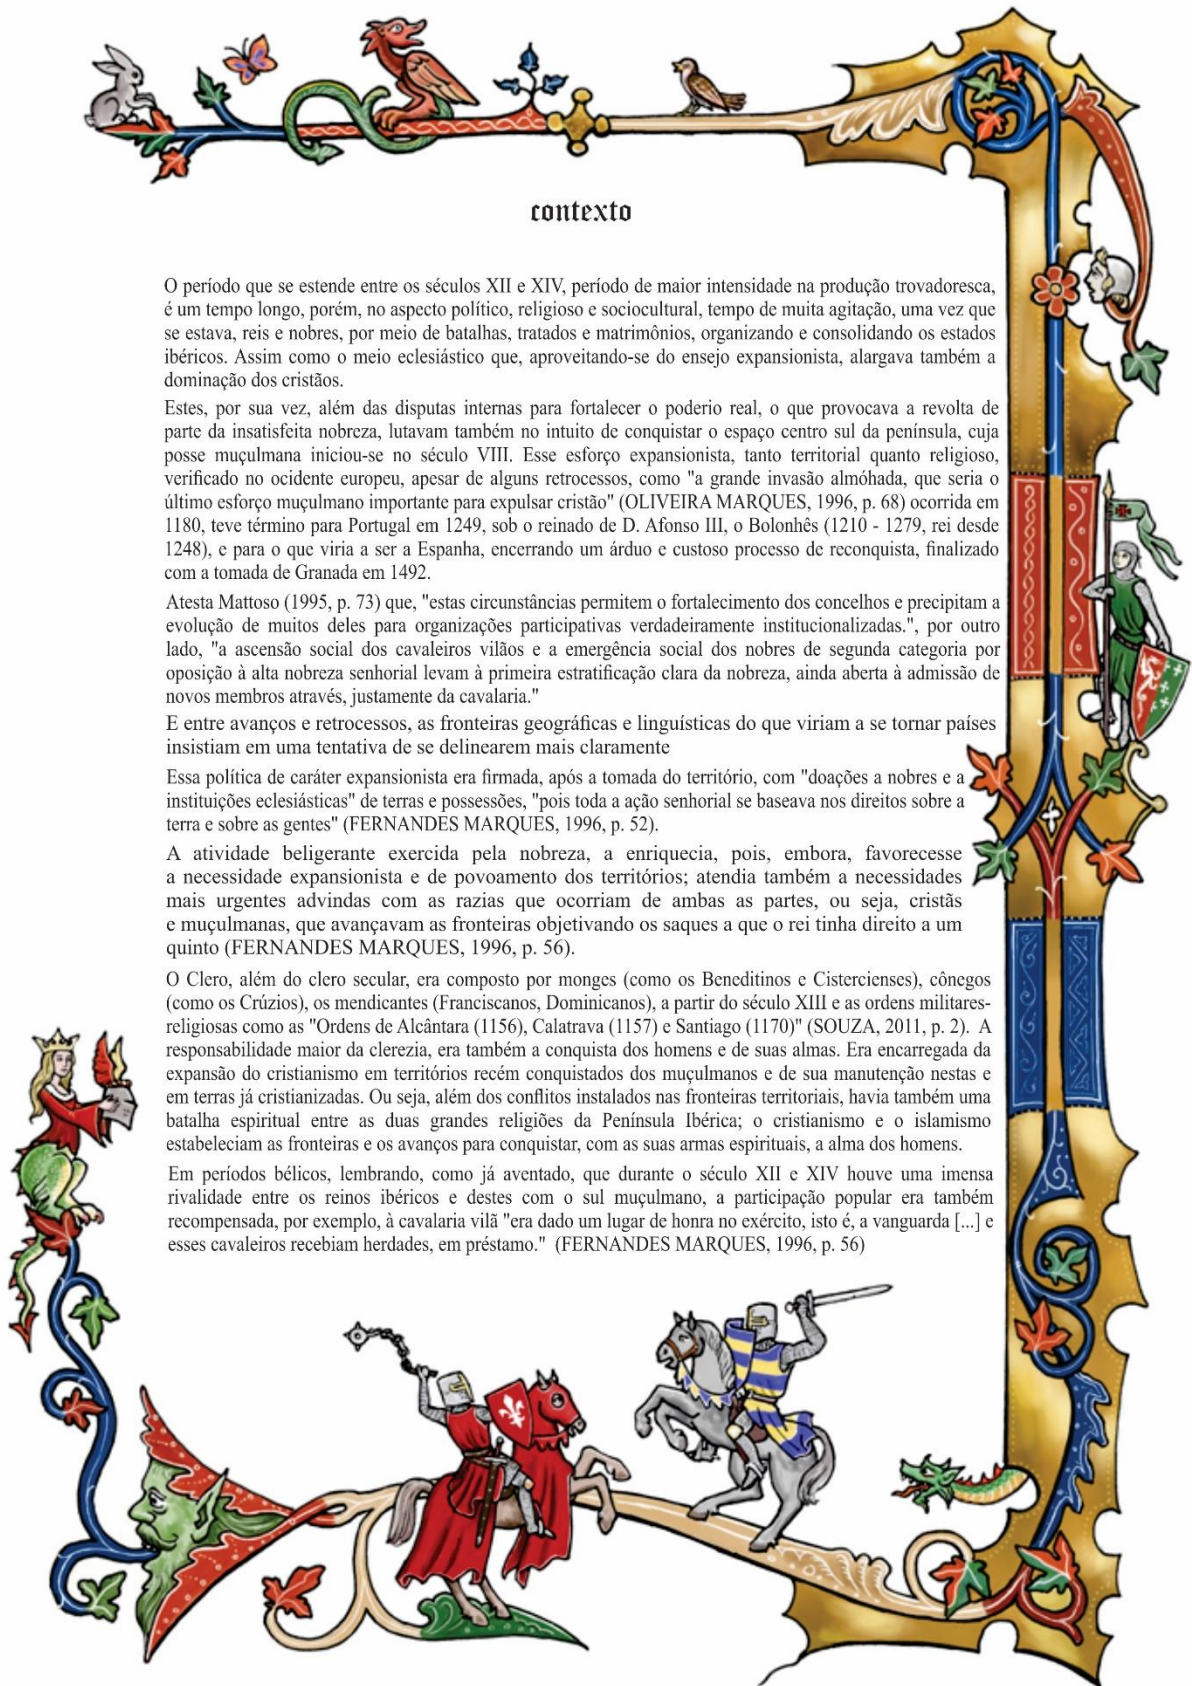 contexto
O período que se estende entre os séculos XII e XIV, período de maior intensidade na produção trovadoresca,
é um tempo longo, porém, no aspecto político, religioso e sociocultural, tempo de muita agitação, uma vez que
se estava, reis e nobres, por meio de batalhas, tratados e matrimônios, organizando e consolidando os estados
ibéricos. Assim como o meio eclesiástico que, aproveitando-se do ensejo expansionista, alargava também a
dominação dos cristãos.
Estes, por sua vez, além das disputas internas para fortalecer o poderio real, o que provocava a revolta de
parte da insatisfeita nobreza, lutavam também no intuito de conquistar o espaço centro sul da península, cuja
posse muçulmana iniciou-se no século VIII. Esse esforço expansionista, tanto territorial quanto religioso,
verificado no ocidente europeu, apesar de alguns retrocessos, como "a grande invasão almóhada, que seria o
último esforço muçulmano importante para expulsar cristão" (OLIVEIRA MARQUES, 1996, p. 68) ocorrida em
1180, teve término para Portugal em 1249, sob o reinado de D. Afonso III, o Bolonhês (1210 - 1279, rei desde
1248), e para o que viria a ser a Espanha, encerrando um árduo e custoso processo de reconquista, finalizado
com a tomada de Granada em 1492.
Atesta Mattoso (1995, p. 73) que, "estas circunstâncias permitem o fortalecimento dos concelhos e precipitam a
evolução de muitos deles para organizações participativas verdadeiramente institucionalizadas.", por outro
lado, "a ascensão social dos cavaleiros vilãos e a emergência social dos nobres de segunda categoria por
oposição à alta nobreza senhorial levam à primeira estratificação clara da nobreza, ainda aberta à admissão de
novos membros através, justamente da cavalaria."
E entre avanços e retrocessos, as fronteiras geográficas e linguísticas do que viriam a se tornar países
insistiam em uma tentativa de se delinearem mais claramente
Essa política de caráter expansionista era firmada, após a tomada do território, com "doações a nobres e a
instituições eclesiásticas" de terras e possessões, "pois toda a ação senhorial se baseava nos direitos sobre a
terra e sobre as gentes" (FERNANDES MARQUES, 1996, p. 52).
A atividade beligerante exercida pela nobreza, a enriquecia, pois, embora, favorecesse
a necessidade expansionista e de povoamento dos territórios; atendia também a necessidades
mais urgentes advindas com as razias que ocorriam de ambas as partes, ou seja, cristãs
e muçulmanas, que avançavam as fronteiras objetivando os saques a que o rei tinha direito a um
quinto (FERNANDES MARQUES, 1996, p. 56).
O Clero, além do clero secular, era composto por monges (como os Beneditinos e Cistercienses), cônegos
(como os Crúzios), os mendicantes (Franciscanos, Dominicanos), a partir do século XIII e as ordens militares-
religiosas como as "Ordens de Alcântara (1156), Calatrava (1157) e Santiago (1170)" (SOUZA, 2011, p. 2). A
responsabilidade maior da clerezia, era também a conquista dos homens e de suas almas. Era encarregada da
expansão do cristianismo em territórios recém conquistados dos muçulmanos e de sua manutenção nestas e
em terras já cristianizadas. Ou seja, além dos conflitos instalados nas fronteiras territoriais, havia também uma
batalha espiritual entre as duas grandes religiões da Península Ibérica; o cristianismo e o islamismo
estabeleciam as fronteiras e os avanços para conquistar, com as suas armas espirituais, a alma dos homens.
Em períodos bélicos, lembrando, como já aventado, que durante o século XII e XIV houve uma imensa
rivalidade entre os reinos ibéricos e destes com o sul muçulmano, a participação popular era também
recompensada, por exemplo, à cavalaria vilã "era dado um lugar de honra no exército, isto é, a vanguarda [...] e
esses cavaleiros recebiam herdades, em préstamo." (FERNANDES MARQUES, 1996, p. 56)